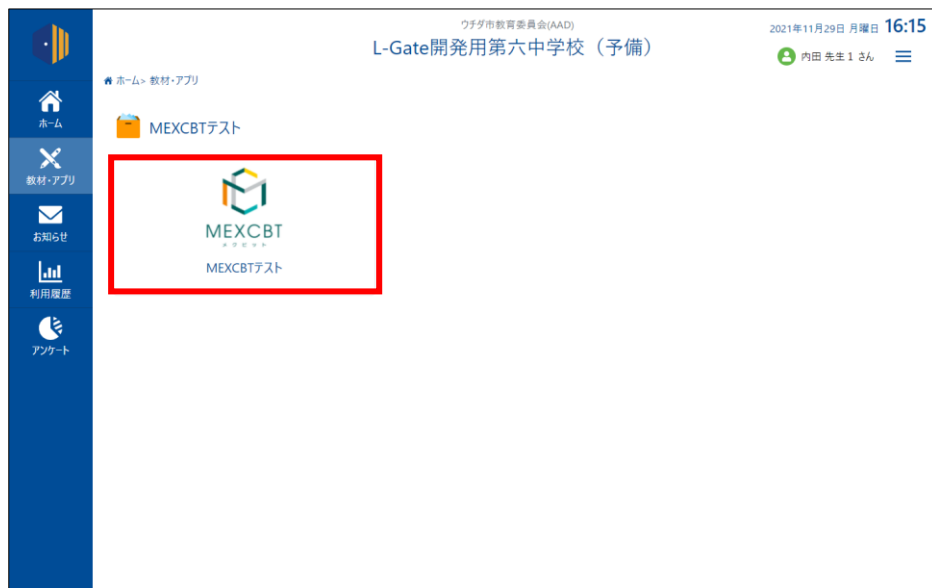 ウチダ市教育委員会(AAD)
L-Gate開発用第六中学校（予備）
2021年11月29日 月曜日 16:15
内田 先生１ さん
ホーム> 教材・アプリ
ホーム
教材・アプリ
お知らせ
利用履歴
アンケート
MEXCBTテスト
MEXCBT
メクビット
MEXCBTテスト